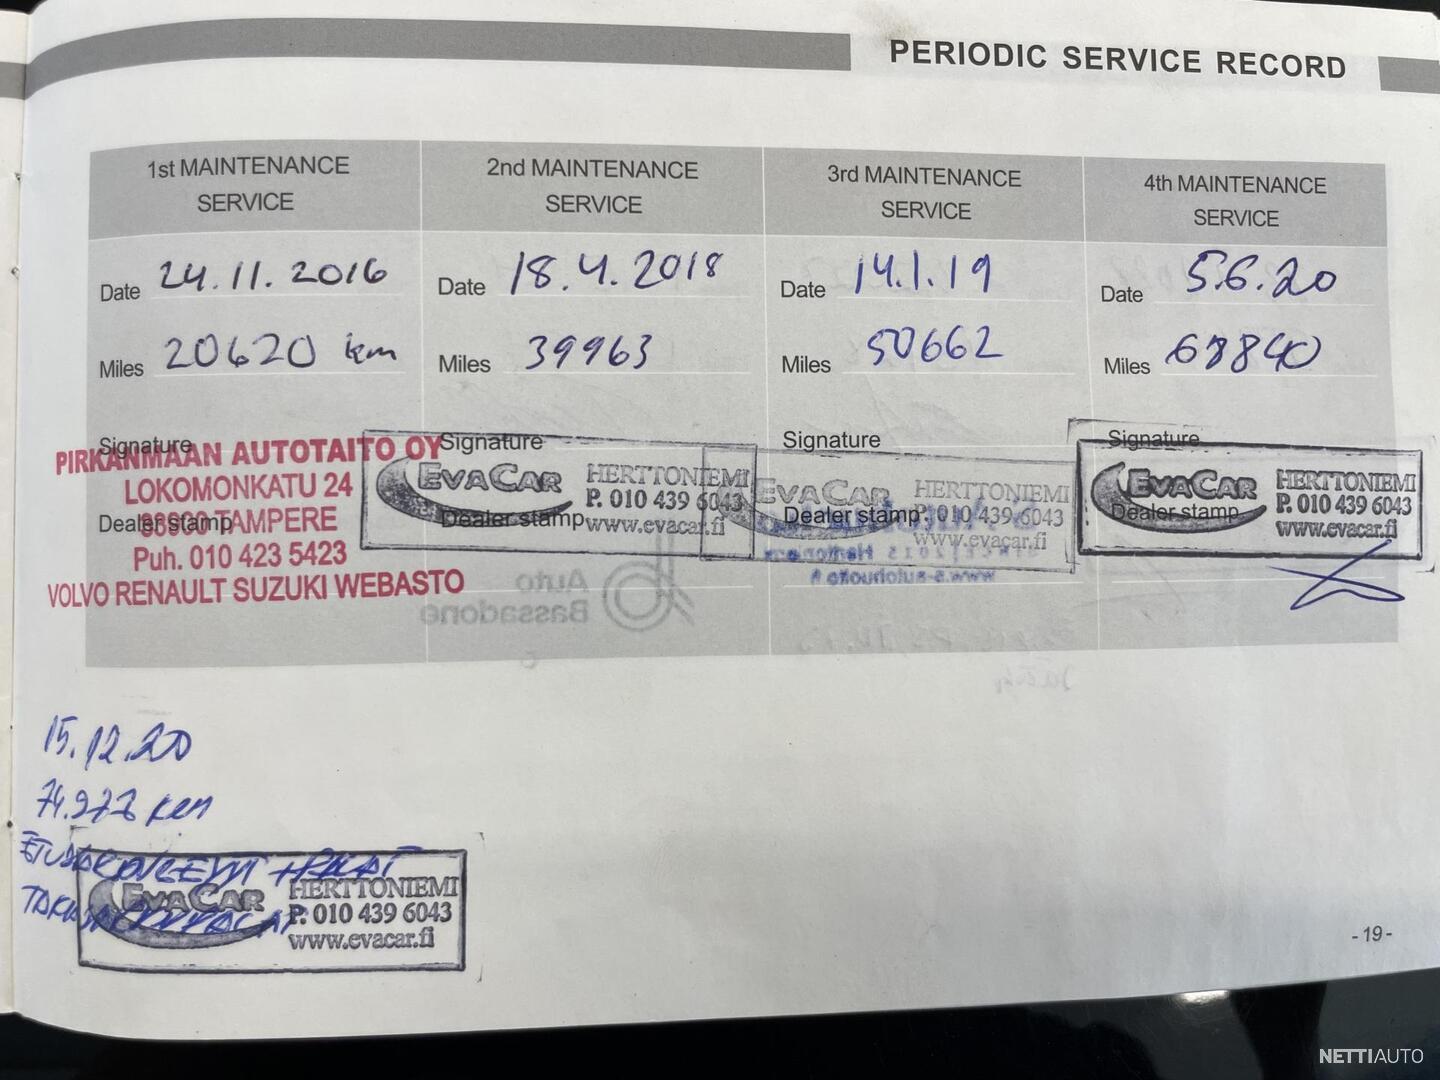 PERIODIC SERVICE RECORD
1st MAINTENANCE SERVICE
Date 24.11.2016
Miles 20620 km
Signature
Dealer stamp
PIRKANMAAN AUTOTAITO OY
LOKOMONKATU 24
TAMPERE
Puh. 010 423 5423
VOLVO RENAULT SUZUKI WEBASTO
2nd MAINTENANCE SERVICE
Date 18.4.2018
Miles 39963
Signature
Dealer stamp
EVACAR HERTTONIEMI
P. 010 439 6043
www.evacar.fi
3rd MAINTENANCE SERVICE
Date 14.1.19
Miles 50662
Signature
Dealer stamp
EVACAR HERTTONIEMI
P. 010 439 6043
www.evacar.fi
4th MAINTENANCE SERVICE
Date 5.6.20
Miles 68840
Signature
Dealer stamp
EVACAR HERTTONIEMI
P. 010 439 6043
www.evacar.fi
Auto
Bassadone
15.12.20
km
EVACAR HERTTONIEMI
P. 010 439 6043
www.evacar.fi
-19-
NETTIAUTO